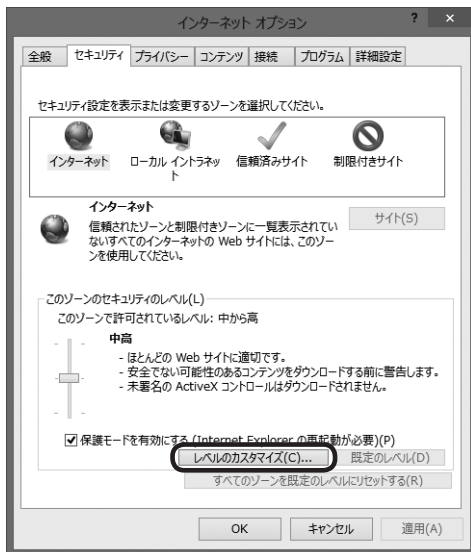 インターネット オプション
? ×
全般 セキュリティ プライバシー コンテンツ 接続 プログラム 詳細設定
セキュリティ設定を表示または変更するゾーンを選択してください。
インターネット
ローカル イントラネッ
ト
信頼済みサイト
制限付きサイト
インターネット
信頼されたゾーンと制限付きゾーンに一覧表示されてい
ないすべてのインターネットの Web サイトには、このゾー
ンを使用してください。
サイト(S)
このゾーンのセキュリティのレベル(L)
このゾーンで許可されているレベル: 中から高
中高
- ほとんどの Web サイトに適切です。
- 安全でない可能性のあるコンテンツをダウンロードする前に警告します。
- 未署名の ActiveX コントロールはダウンロードされません。
保護モードを有効にする (Internet Explorer の再起動が必要)(P)
レベルのカスタマイズ(C)...
既定のレベル(D)
すべてのゾーンを既定のレベルにリセットする(R)
OK キャンセル 適用(A)